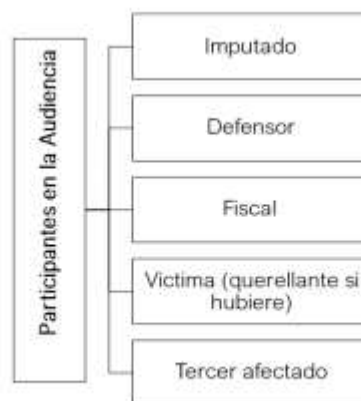 Participantes en la Audiencia
Imputado
Defensor
Fiscal
Victima (querellante si
hubiere)
Tercer afectado